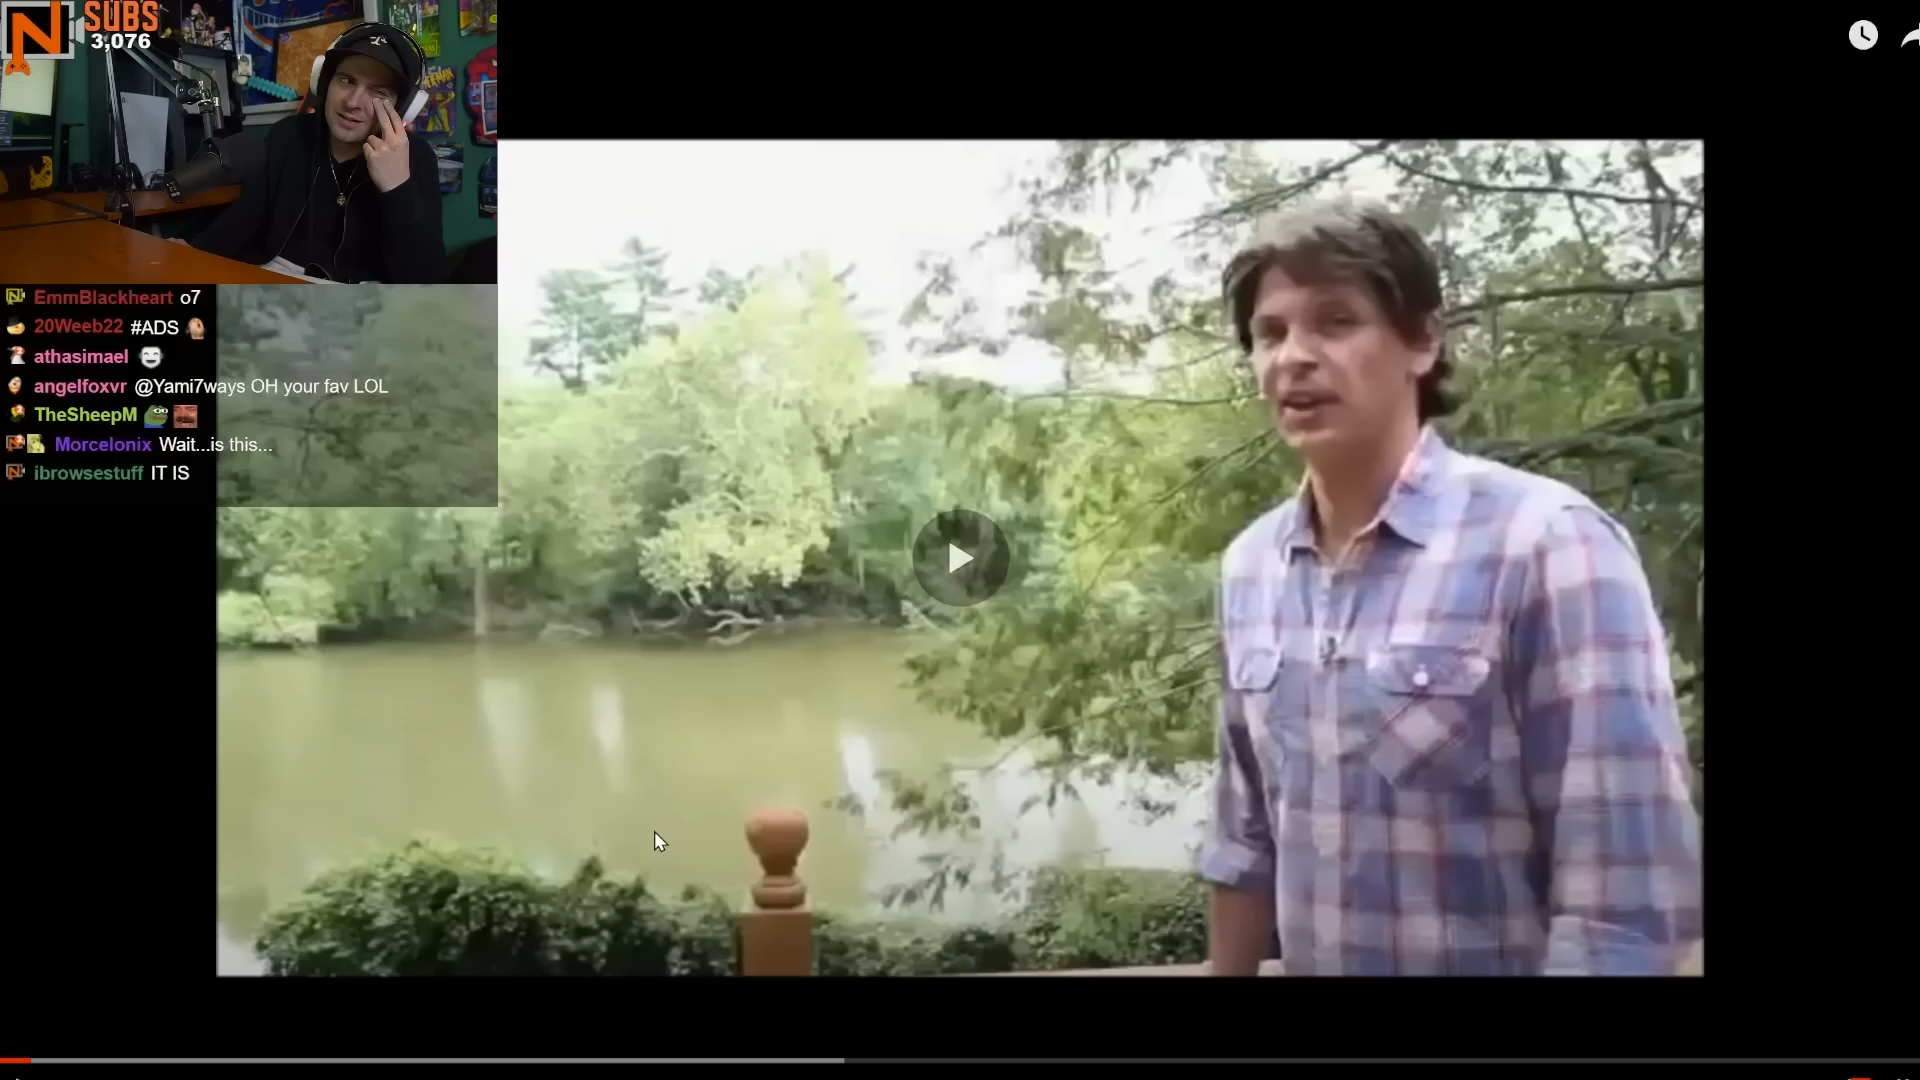 N
SUBS
3,076
EmmBlackheart o7
20Weeb22 #ADS
athasimael
angelfoxvr @Yami7ways OH your fav LOL
TheSheepM
Morcelonix Wait...is this...
ibrowsestuff IT IS